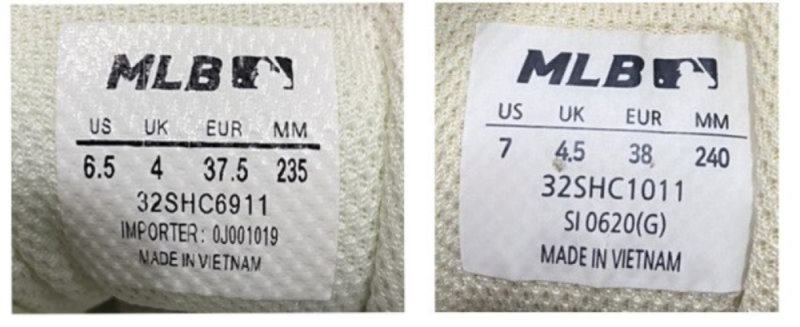 MLB
US UK EUR MM
6.5 4 37.5 235
32SHC6911
IMPORTER: 0J001019
MADE IN VIETNAM
MLB
US UK EUR MM
7 4.5 38 240
32SHC1011
SI 0620(G)
MADE IN VIETNAM